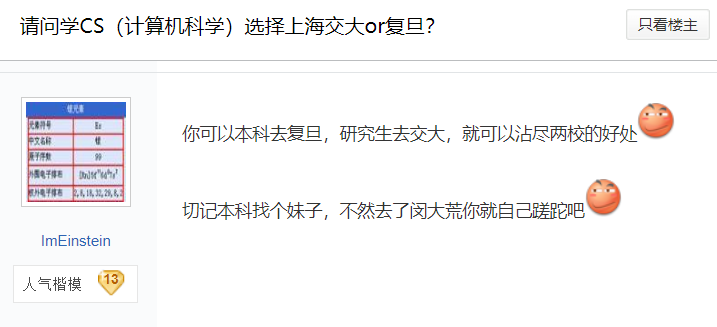 请问学CS（计算机科学）选择上海交大or复旦？
只看楼主
锿元素
元素符号 Es
中文名称 锿
原子序数 99
外围电子排布
核外电子排布 2,8,18,32,29,8,2
你可以本科去复旦，研究生去交大，就可以沾尽两校的好处
切记本科找个妹子，不然去了闵大荒你就自己蹉跎吧
ImEinstein
人气楷模 13